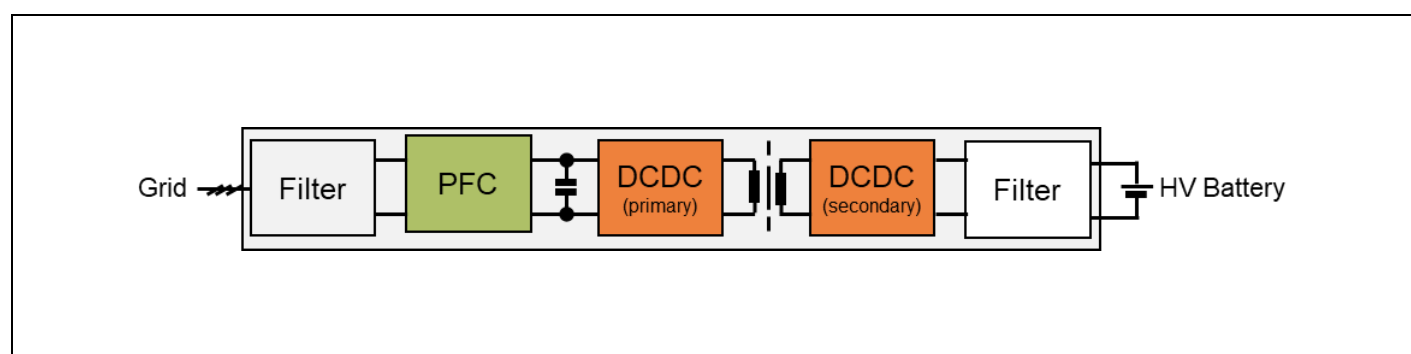 Grid
Filter
PFC
DCDC
(primary)
DCDC
(secondary)
Filter
HV Battery